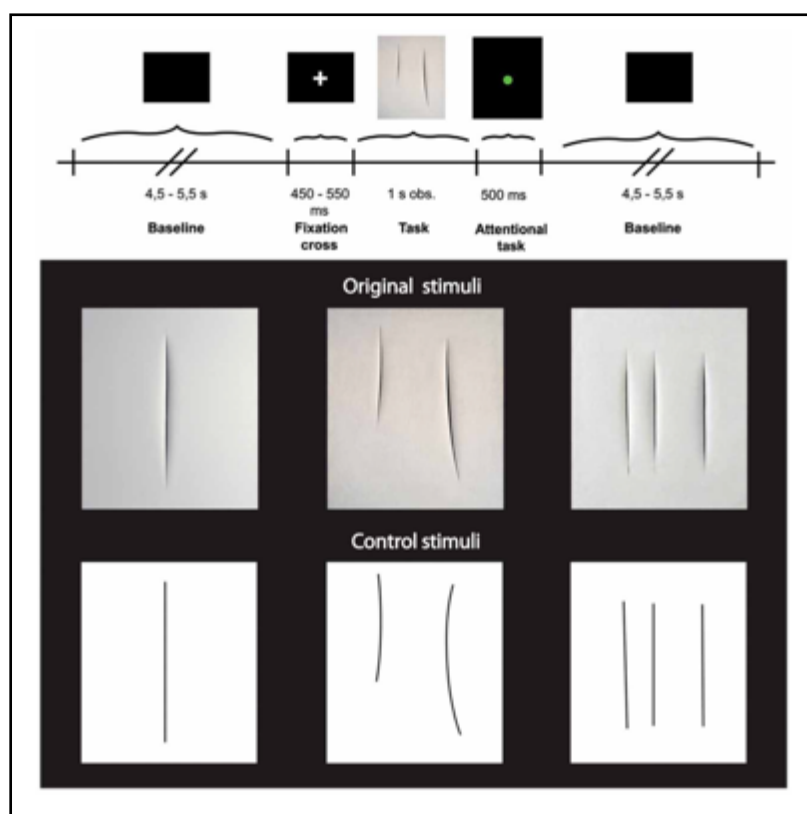 4,5 - 5,5 s
450 - 550
ms
1 s obs.
500 ms
4,5 - 5,5 s
Baseline
Fixation
cross
Task
Attentional
task
Baseline
Original stimuli
Control stimuli